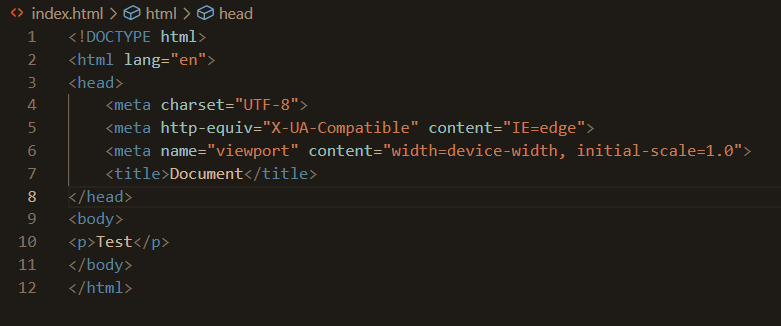 index.html > html > head
1 <!DOCTYPE html>
2 <html lang="en">
3 <head>
4     <meta charset="UTF-8">
5     <meta http-equiv="X-UA-Compatible" content="IE=edge">
6     <meta name="viewport" content="width=device-width, initial-scale=1.0">
7     <title>Document</title>
8 </head>
9 <body>
10 <p>Test</p>
11 </body>
12 </html>